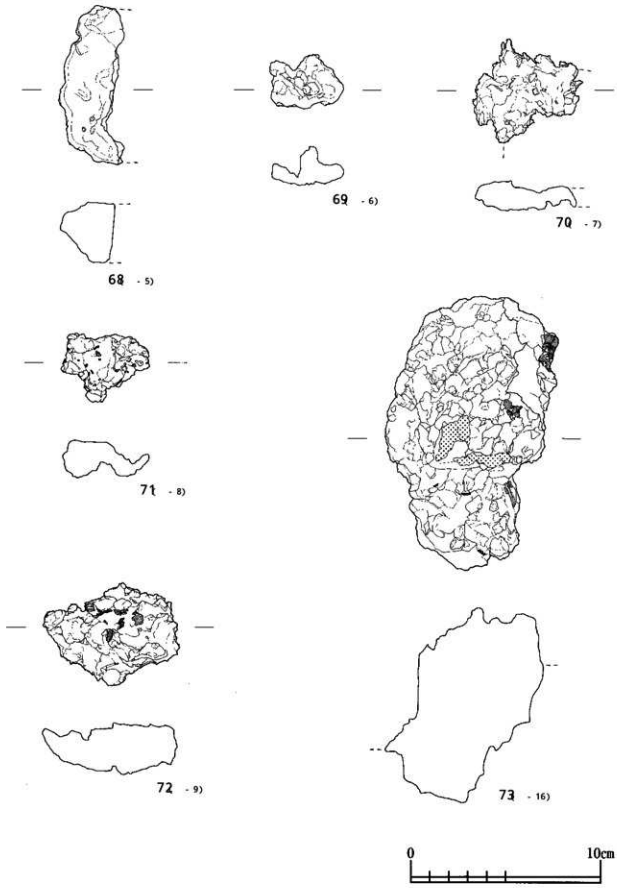 68( - 5)
69( - 6)
70( - 7)
71( - 8)
72( - 9)
73( - 16)
0 10cm